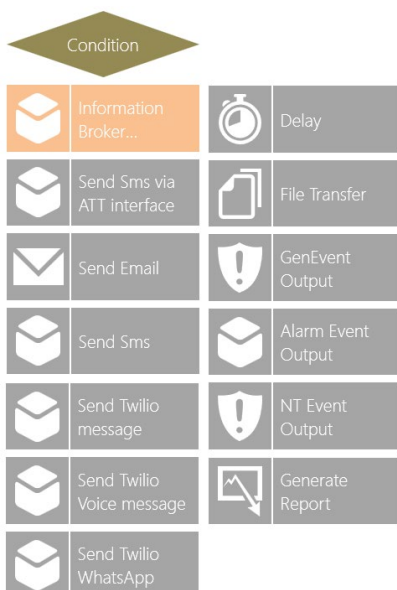 Condition
Information
Broker...
Send Sms via
ATT interface
Send Email
Send Sms
Send Twilio
message
Send Twilio
Voice message
Send Twilio
WhatsApp
Delay
File Transfer
GenEvent
Output
Alarm Event
Output
NT Event
Output
Generate
Report